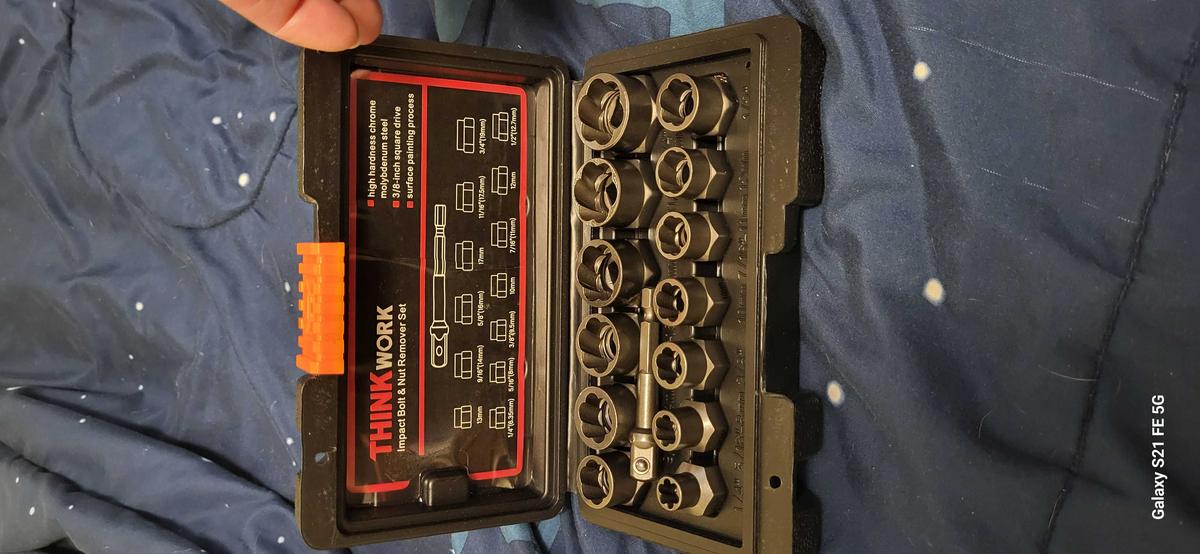 THINKWORK
Impact Bolt & Nut Remover Set
high hardness chrome
molybdenum steel
3/8-inch square drive
surface painting process
13mm
9/16"(14mm)
5/8"(16mm)
17mm
11/16"(17.5mm)
3/4"(19mm)
1/4"(6.35mm)
5/16"(8mm)
3/8"(9.5mm)
10mm
7/16"(11mm)
12mm
1/2"(12.7mm)
Galaxy S21 FE 5G